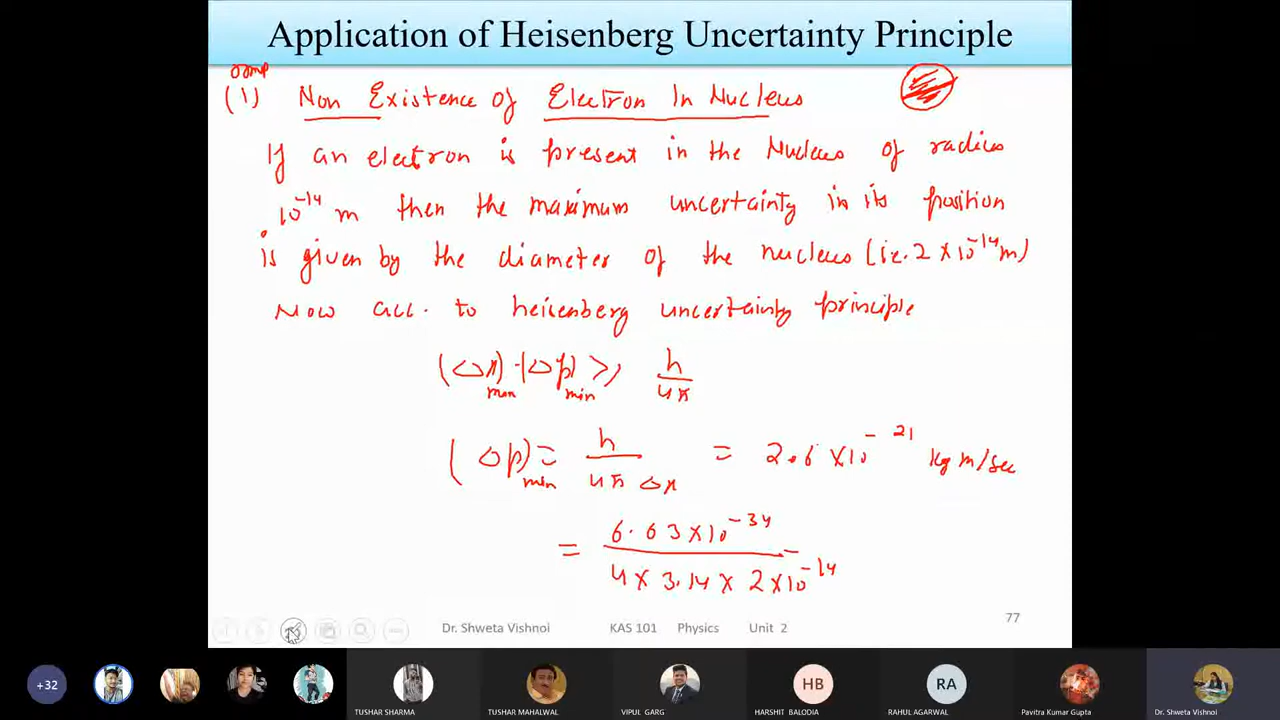 Application of Heisenberg Uncertainty Principle
(1) Non Existence of Electron In Nucleus
If an electron is present in the Nucleus of radius
10⁻¹⁴ m then the maximum uncertainty in its position
is given by the diameter of the nucleus (i.e. 2 × 10⁻¹⁴ m)
Now acc. to heisenberg uncertainty principle
(Δx)max · (Δp)min ≥ h/4π
(Δp)min = h/4π Δx = 2.6 × 10⁻²¹ kg m/sec
= 6.63 × 10⁻³⁴ / 4 × 3.14 × 2 × 10⁻¹⁴
77
Dr. Shweta Vishnoi KAS 101 Physics Unit 2
+32
HB
RA
TUSHAR SHARMA
TUSHAR MAHALWAL
VIPUL GARG
HARSHIT BALODIA
RAHUL AGARWAL
Pavitra Kumar Gupta
Dr. Shweta Vishnoi